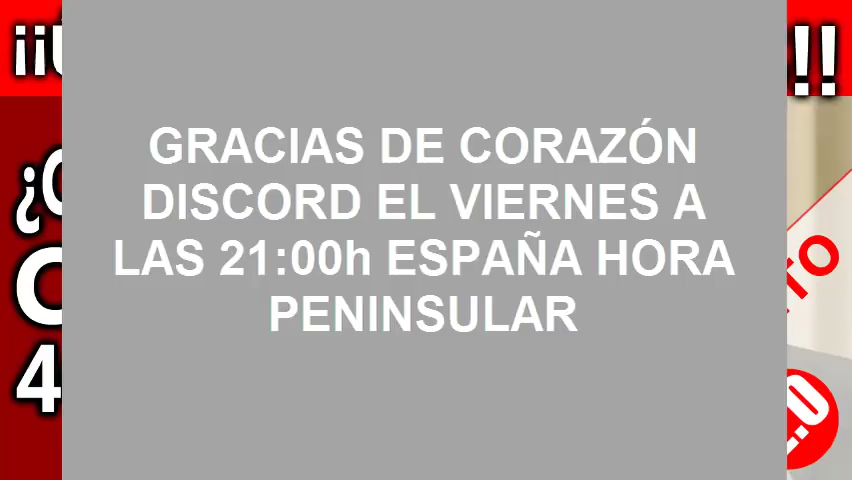 GRACIAS DE CORAZÓN
DISCORD EL VIERNES A
LAS 21:00h ESPAÑA HORA
PENINSULAR